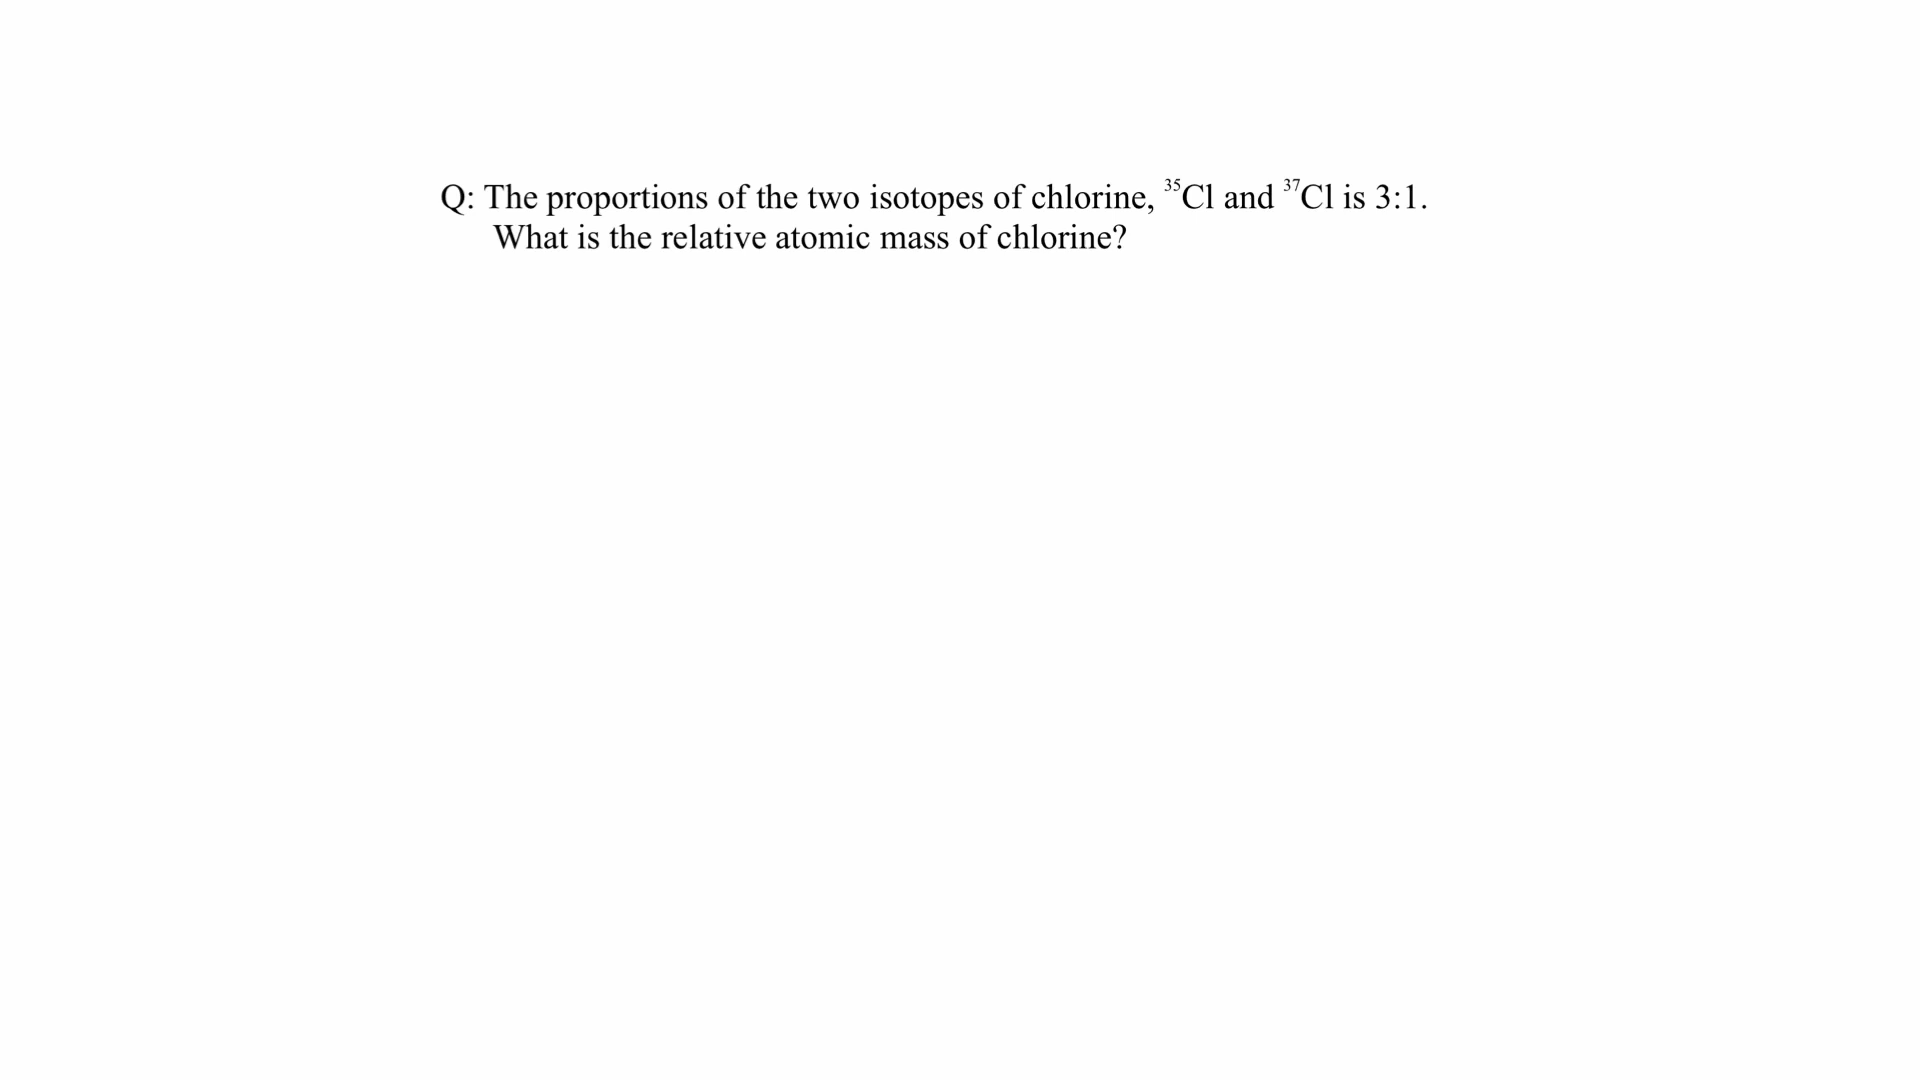 Q: The proportions of the two isotopes of chlorine, ³⁵Cl and ³⁷Cl is 3:1.
What is the relative atomic mass of chlorine?